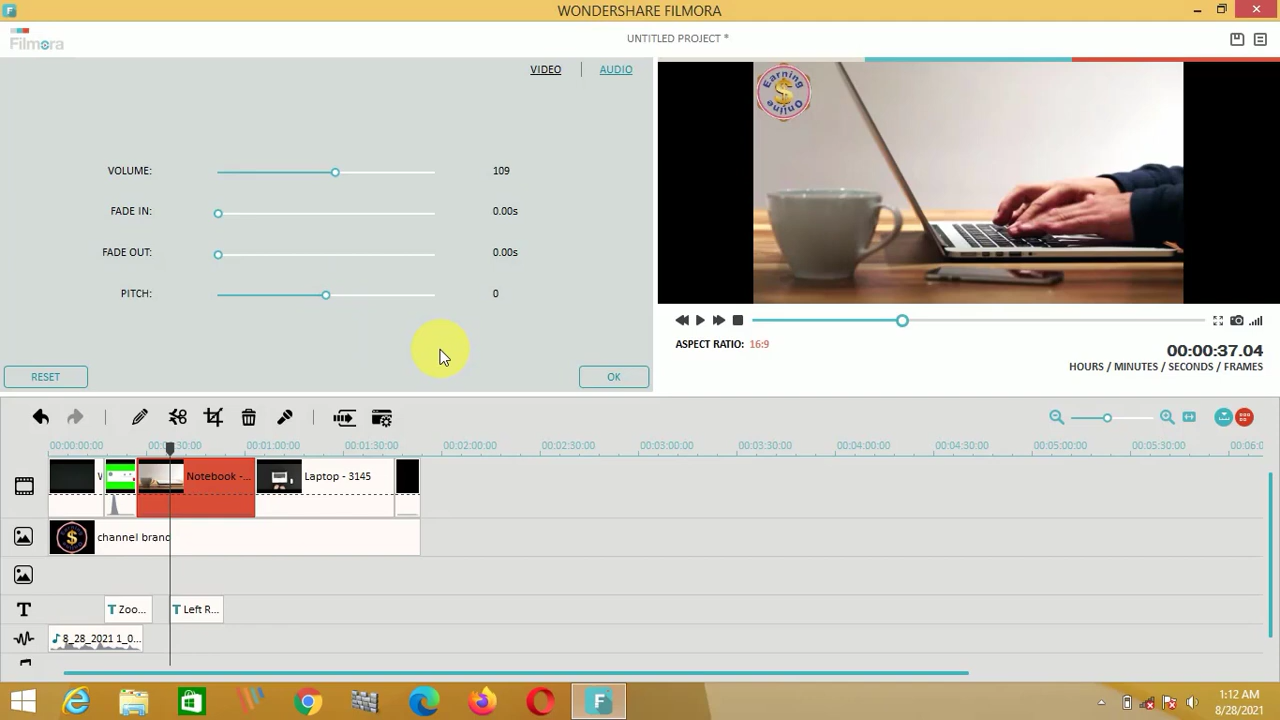 WONDERSHARE FILMORA
Filmora
UNTITLED PROJECT *
VIDEO
AUDIO
VOLUME:
109
FADE IN:
0.00s
FADE OUT:
0.00s
PITCH:
0
RESET
OK
Earning
$
Online
ASPECT RATIO: 16:9
00:00:37.04
HOURS / MINUTES / SECONDS / FRAMES
00:00:00:00
00:01:00:00
00:01:30:00
00:02:00:00
00:02:30:00
00:03:00:00
00:03:30:00
00:04:00:00
00:04:30:00
00:05:00:00
00:05:30:00
Notebook -...
Laptop - 3145
$
channel brand
T
T Zoo...
T Left R...
8_28_2021 1_0...
1:12 AM
8/28/2021